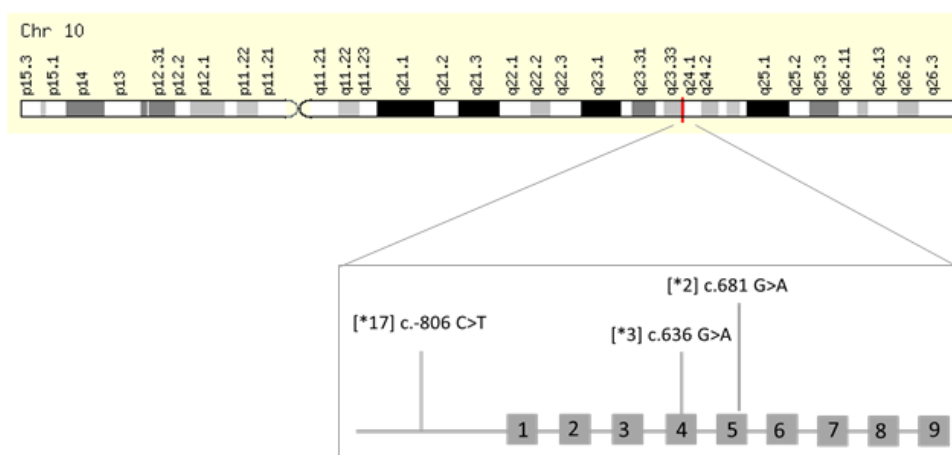 Chr 10
p15.3 p15.1 p14 p13 p12.31 p12.2 p12.1 p11.22 p11.21 q11.21 q11.22 q11.23 q21.1 q21.2 q21.3 q22.1 q22.2 q22.3 q23.1 q23.31 q23.33 q24.1 q24.2 q25.1 q25.2 q25.3 q26.11 q26.13 q26.2 q26.3
[*2] c.681 G>A
[*17] c.-806 C>T
[*3] c.636 G>A
1 2 3 4 5 6 7 8 9